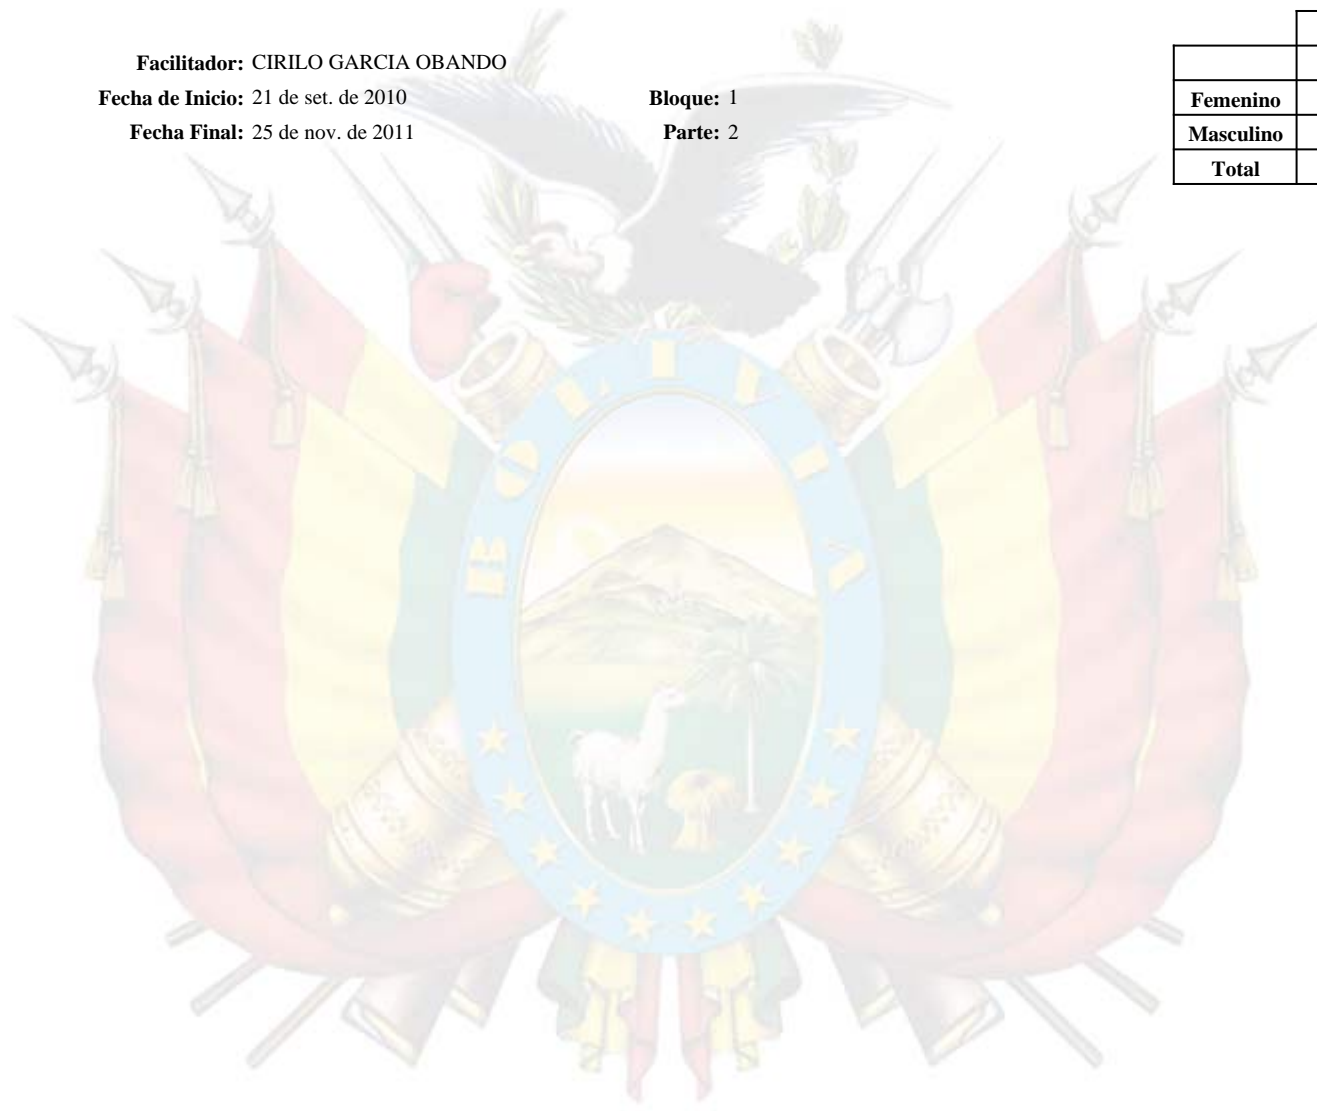 Facilitador: CIRILO GARCIA OBANDO
Fecha de Inicio: 21 de set. de 2010 Bloque: 1
Fecha Final: 25 de nov. de 2011 Parte: 2
Femenino
Masculino
Total
BOLIVIA